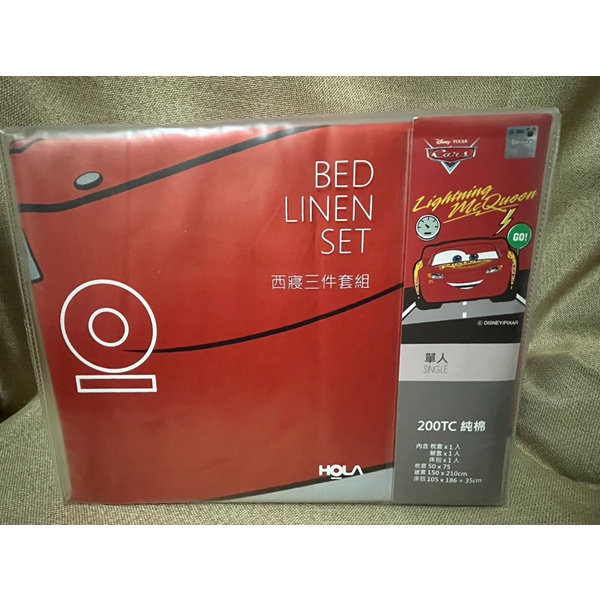 BED
LINEN
SET
西寢三件套組
HOLA
Disney · PIXAR
Cars
Lightning
McQueen
GO!
© DISNEY/PIXAR
單人
SINGLE
200TC 純棉
內含 枕套 x 1 入
被套 x 1 入
床包 x 1 入
枕套 50 x 75
被套 150 x 210cm
床包 105 x 186 + 35cm